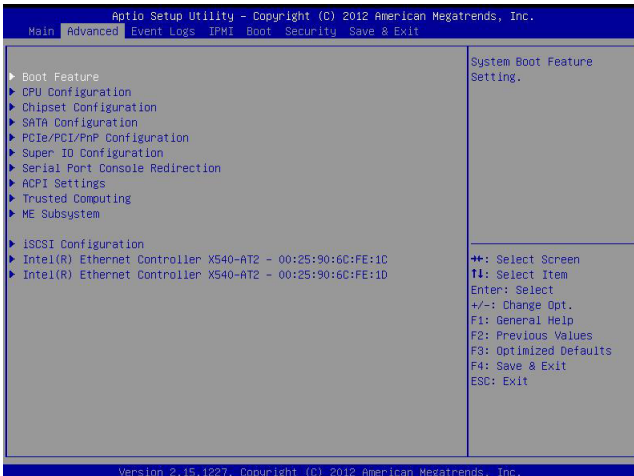 Aptio Setup Utility – Copyright (C) 2012 American Megatrends, Inc.
Main Advanced Event Logs IPMI Boot Security Save & Exit
▶ Boot Feature
▶ CPU Configuration
▶ Chipset Configuration
▶ SATA Configuration
▶ PCIe/PCI/PnP Configuration
▶ Super IO Configuration
▶ Serial Port Console Redirection
▶ ACPI Settings
▶ Trusted Computing
▶ ME Subsystem
▶ iSCSI Configuration
▶ Intel(R) Ethernet Controller X540-AT2 – 00:25:90:6C:FE:1C
▶ Intel(R) Ethernet Controller X540-AT2 – 00:25:90:6C:FE:1D
System Boot Feature
Setting.
→←: Select Screen
↑↓: Select Item
Enter: Select
+/-: Change Opt.
F1: General Help
F2: Previous Values
F3: Optimized Defaults
F4: Save & Exit
ESC: Exit
Version 2.15.1227. Copyright (C) 2012 American Megatrends, Inc.